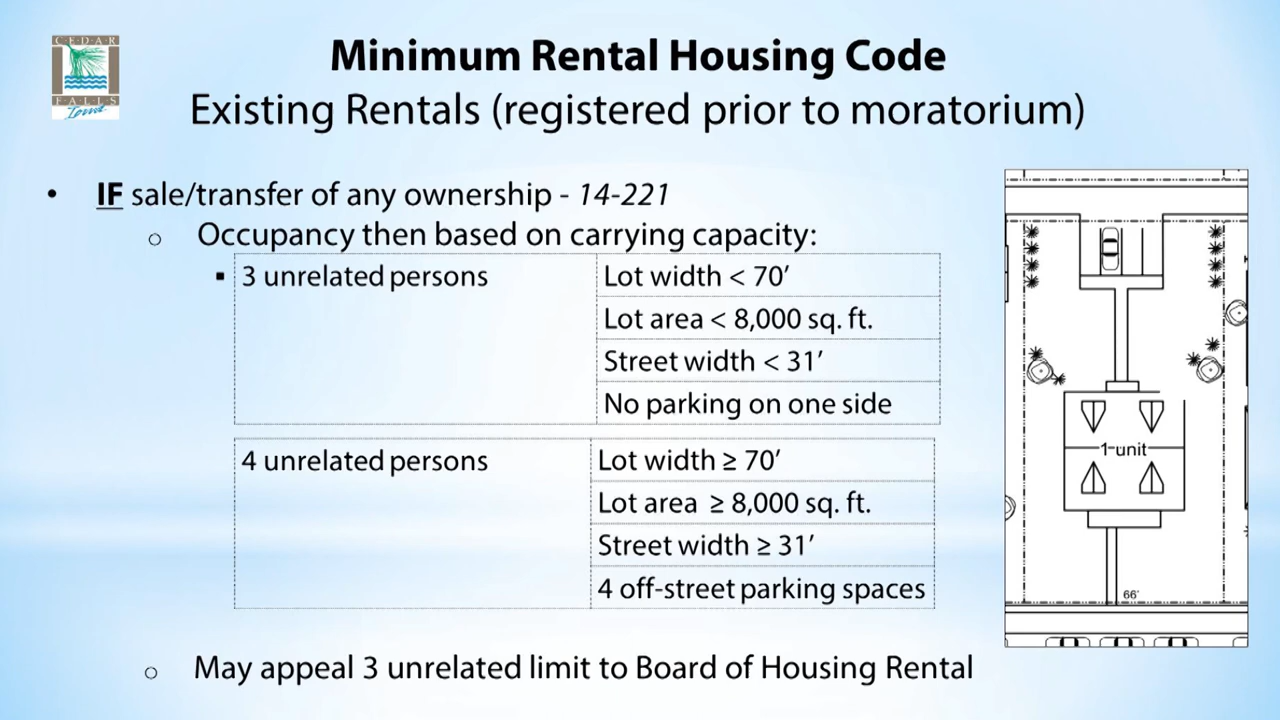 CEDAR
FALLS
Iowa
Minimum Rental Housing Code
Existing Rentals (registered prior to moratorium)
• IF sale/transfer of any ownership - 14-221
o Occupancy then based on carrying capacity:
▪ 3 unrelated persons
Lot width < 70′
Lot area < 8,000 sq. ft.
Street width < 31′
No parking on one side
4 unrelated persons
Lot width ≥ 70′
Lot area ≥ 8,000 sq. ft.
Street width ≥ 31′
4 off-street parking spaces
o May appeal 3 unrelated limit to Board of Housing Rental
1-unit
66'